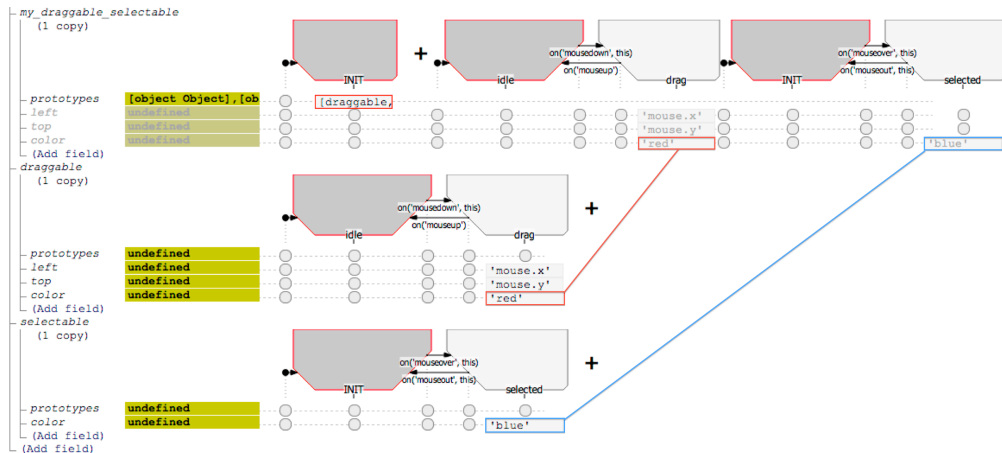 my_draggable_selectable
(1 copy)
on('mousedown', this)
on('mouseup')
on('mouseover', this)
on('mouseout', this)
INIT
+
idle
drag
INIT
selected
prototypes [object Object],[ob [draggable,
left undefined 'mouse.x'
top undefined 'mouse.y'
color undefined 'red' 'blue'
(Add field)
draggable
(1 copy)
on('mousedown', this)
on('mouseup')
+
idle
drag
prototypes undefined
left undefined 'mouse.x'
top undefined 'mouse.y'
color undefined 'red'
(Add field)
selectable
(1 copy)
on('mouseover', this)
on('mouseout', this)
+
INIT
selected
prototypes undefined
color undefined 'blue'
(Add field)
(Add field)